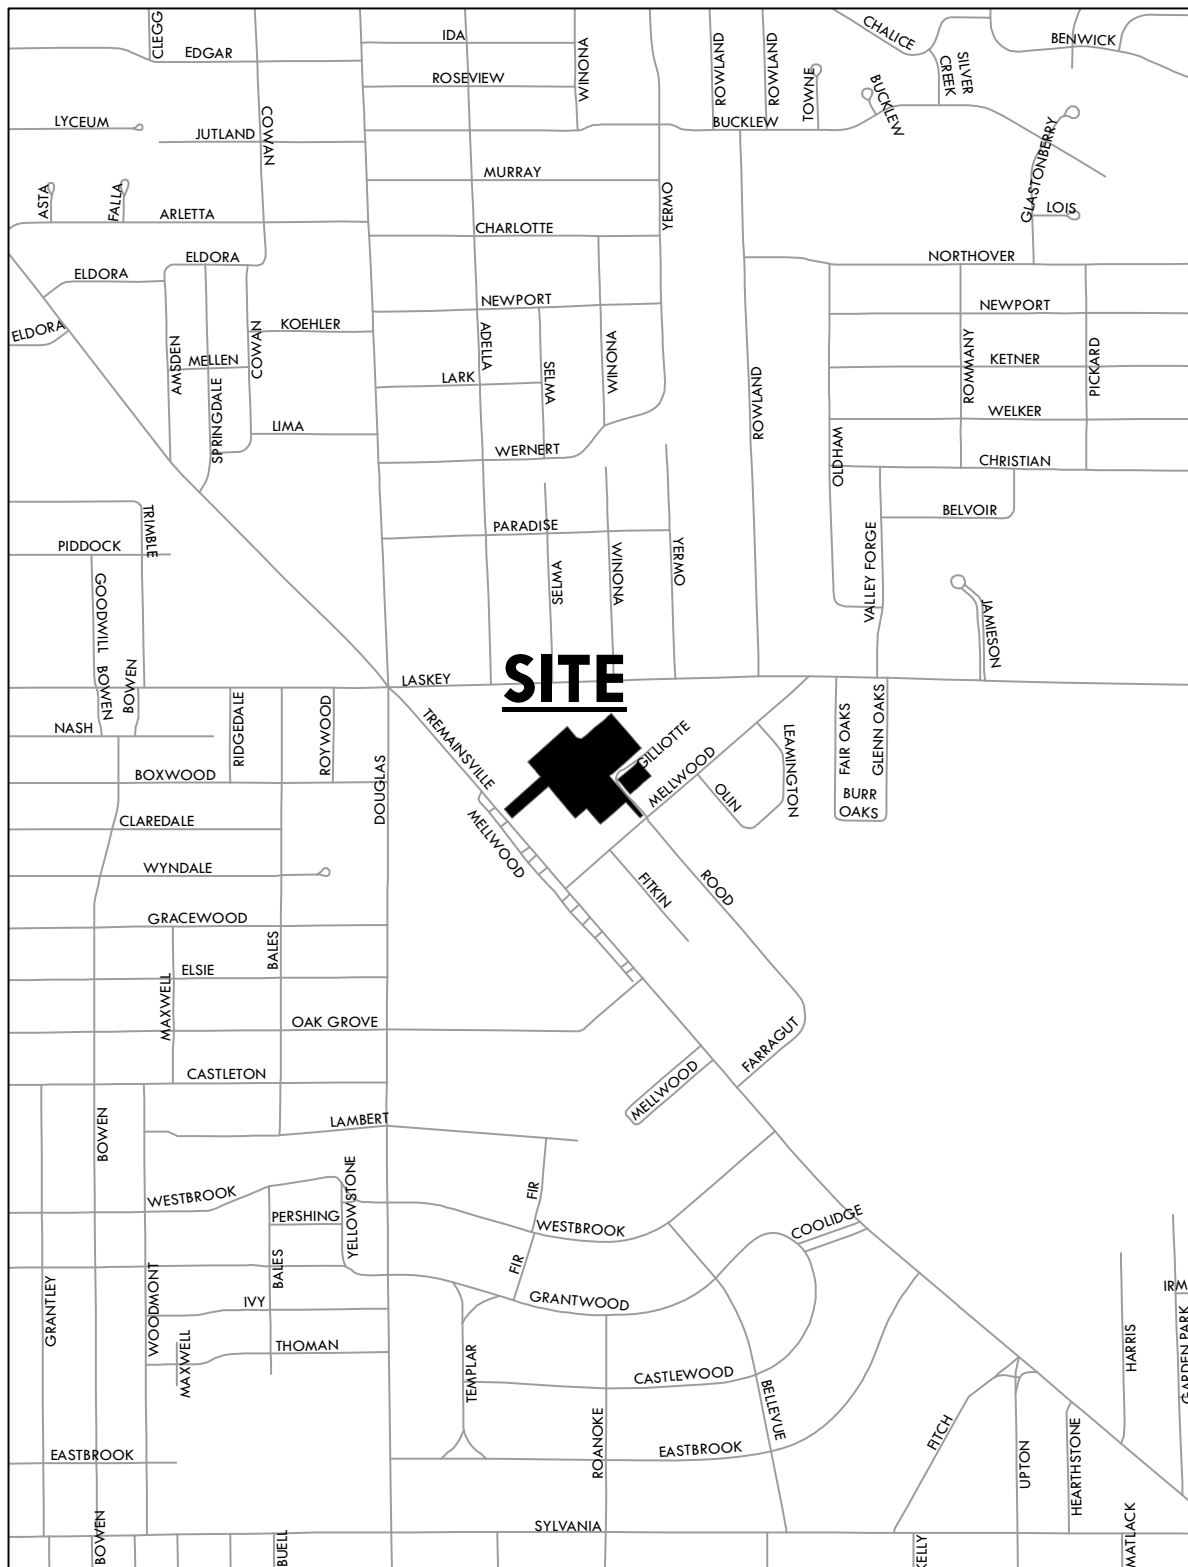 CLEGG
EDGAR
IDA
WINONA
ROSEVIEW
ROWLAND
ROWLAND
TOWNE
CHALICE
SILVER
CREEK
BENWICK
LYCEUM
JUTLAND
COWAN
BUCKLEW
BUCKLEW
GLASTONBERRY
ASTA
FALLA
ARLETTA
MURRAY
YERMO
CHARLOTTE
LOIS
ELDORA
ELDORA
NORTHOVER
ELDORA
KOEHLER
NEWPORT
NEWPORT
AMSDEN
MELLEN
COWAN
ADELLA
SELMA
WINONA
ROWLAND
ROMMANY
KETNER
PICKARD
SPRINGDALE
LARK
LIMA
WELKER
WERNERT
OLDHAM
CHRISTIAN
TRIMBLE
PIDDOCK
PARADISE
BELVOIR
GOODWILL
SELMA
WINONA
YERMO
VALLEY FORGE
JAMIESON
BOWEN
BOWEN
LASKEY
SITE
NASH
RIDGEDALE
ROYWOOD
DOUGLAS
TREMAINSVILLE
GILLIOTTE
MELLWOOD
LEAMINGTON
FAIR OAKS
GLENN OAKS
BOXWOOD
OLIN
BURR
OAKS
CLAREDALE
MELLWOOD
WYNDALE
FITKIN
ROOD
GRACEWOOD
BALES
ELSIE
MAXWELL
OAK GROVE
FARRAGUT
CASTLETON
MELLWOOD
BOWEN
LAMBERT
WESTBROOK
PERSHING
YELLOWSTONE
FIR
WESTBROOK
COOLIDGE
BALES
FIR
GRANTLEY
WOODMONT
IVY
GRANTWOOD
IRM
GARDEN PARK
HARRIS
MAXWELL
THOMAN
TEMPLAR
CASTLEWOOD
BELLEVUE
ROANOKE
EASTBROOK
EASTBROOK
FITCH
UPTON
HEARTHSTONE
BOWEN
BUELL
SYLVANIA
KELLY
MATLACK